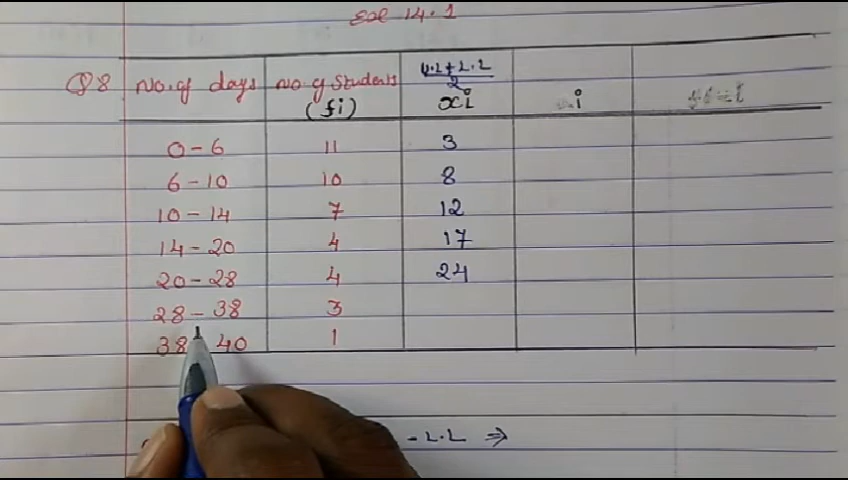 Ex 14.1
Q8 No. of days No. of Students (fi) U.L+L.L/2 xi
0-6 11 3
6-10 10 8
10-14 7 12
14-20 4 17
20-28 4 24
28-38 3
38 40 1
-L.L ⇒